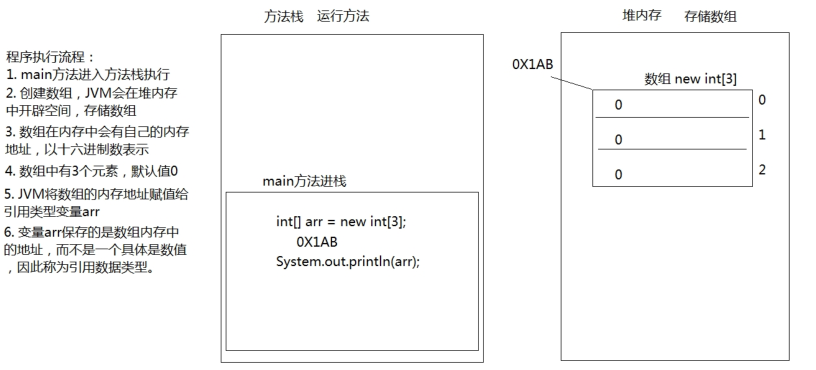 方法栈 运行方法
堆内存 存储数组
程序执行流程：
1. main方法进入方法栈执行
2. 创建数组，JVM会在堆内存
中开辟空间，存储数组
3. 数组在内存中会有自己的内存
地址，以十六进制数表示
4. 数组中有3个元素，默认值0
5. JVM将数组的内存地址赋值给
引用类型变量arr
6. 变量arr保存的是数组内存中
的地址，而不是一个具体是数值
，因此称为引用数据类型。
main方法进栈
int[] arr = new int[3];
0X1AB
System.out.println(arr);
0X1AB
数组 new int[3]
0 0
0 1
0 2